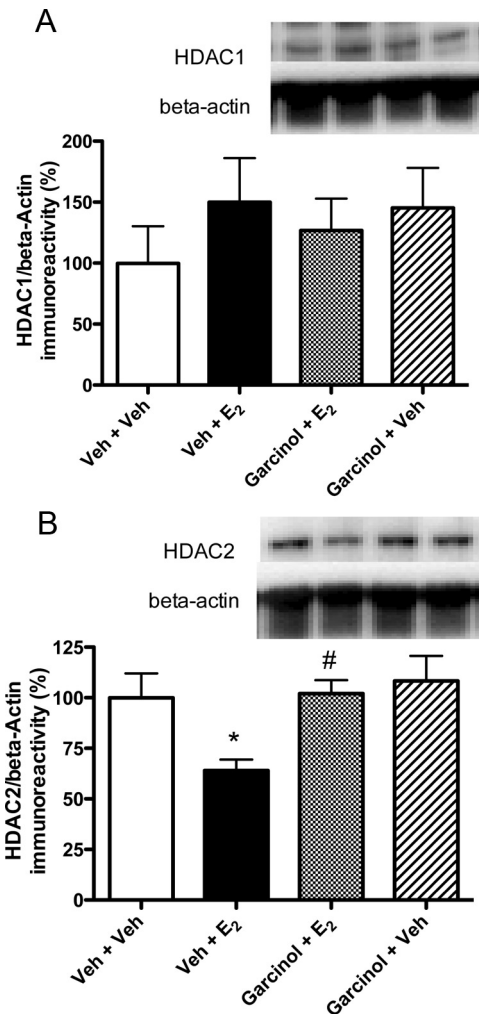 A
HDAC1
beta-actin
HDAC1/beta-Actin
immunoreactivity (%)
200
150
100
50
0
Veh + Veh
Veh + E₂
Garcinol + E₂
Garcinol + Veh
B
HDAC2
beta-actin
HDAC2/beta-Actin
immunoreactivity (%)
125
100
75
50
25
0
*
#
Veh + Veh
Veh + E₂
Garcinol + E₂
Garcinol + Veh